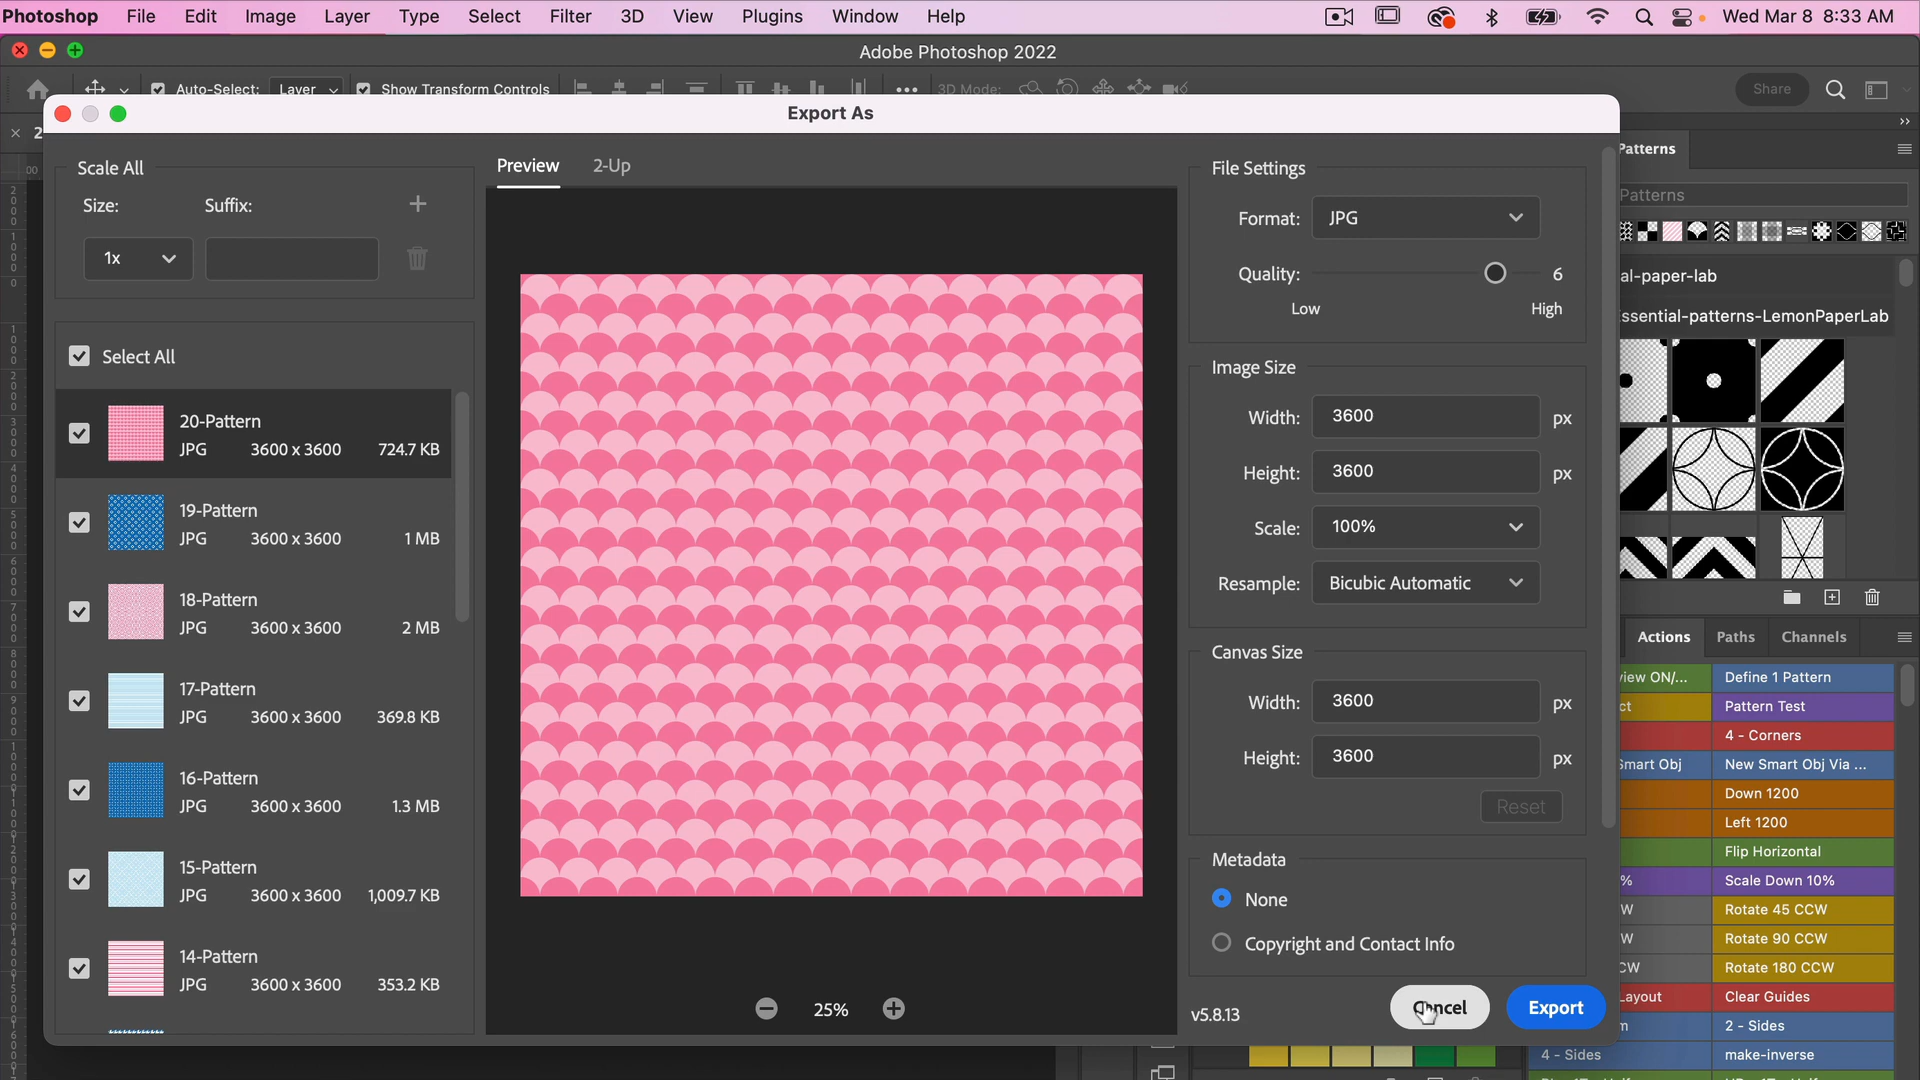 Photoshop File Edit Image Layer Type Select Filter 3D View Plugins Window Help Wed Mar 8 8:33 AM
Adobe Photoshop 2022
Auto-Select: Layer Show Transform Controls 3D Mode: Share
Export As
2
Scale All
Size: Suffix:
1x
Select All
20-Pattern
JPG 3600 x 3600 724.7 KB
19-Pattern
JPG 3600 x 3600 1 MB
18-Pattern
JPG 3600 x 3600 2 MB
17-Pattern
JPG 3600 x 3600 369.8 KB
16-Pattern
JPG 3600 x 3600 1.3 MB
15-Pattern
JPG 3600 x 3600 1,009.7 KB
14-Pattern
JPG 3600 x 3600 353.2 KB
Preview 2-Up
25%
File Settings
Format: JPG
Quality: 6
Low High
Image Size
Width: 3600 px
Height: 3600 px
Scale: 100%
Resample: Bicubic Automatic
Canvas Size
Width: 3600 px
Height: 3600 px
Reset
Metadata
None
Copyright and Contact Info
v5.8.13 Cancel Export
Patterns
Patterns
al-paper-lab
ssential-patterns-LemonPaperLab
Actions Paths Channels
iew ON/... Define 1 Pattern
ct Pattern Test
4 - Corners
Smart Obj New Smart Obj Via ...
Down 1200
Left 1200
Flip Horizontal
% Scale Down 10%
W Rotate 45 CCW
W Rotate 90 CCW
CW Rotate 180 CCW
Layout Clear Guides
m 2 - Sides
4 - Sides make-inverse